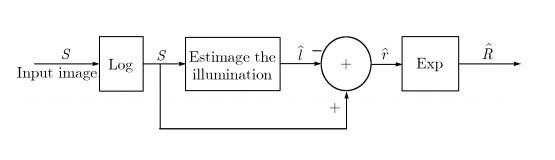 S
Input image
Log
S
Estimage the
illumination
l̂
−
+
+
r̂
Exp
R̂